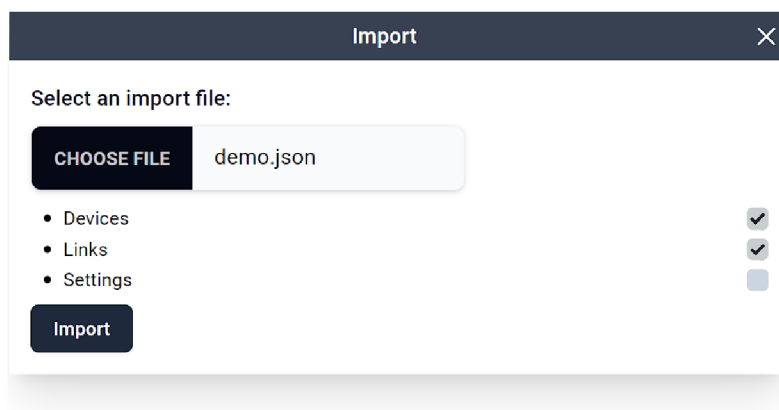 Import
Select an import file:
CHOOSE FILE demo.json
Devices
Links
Settings
Import